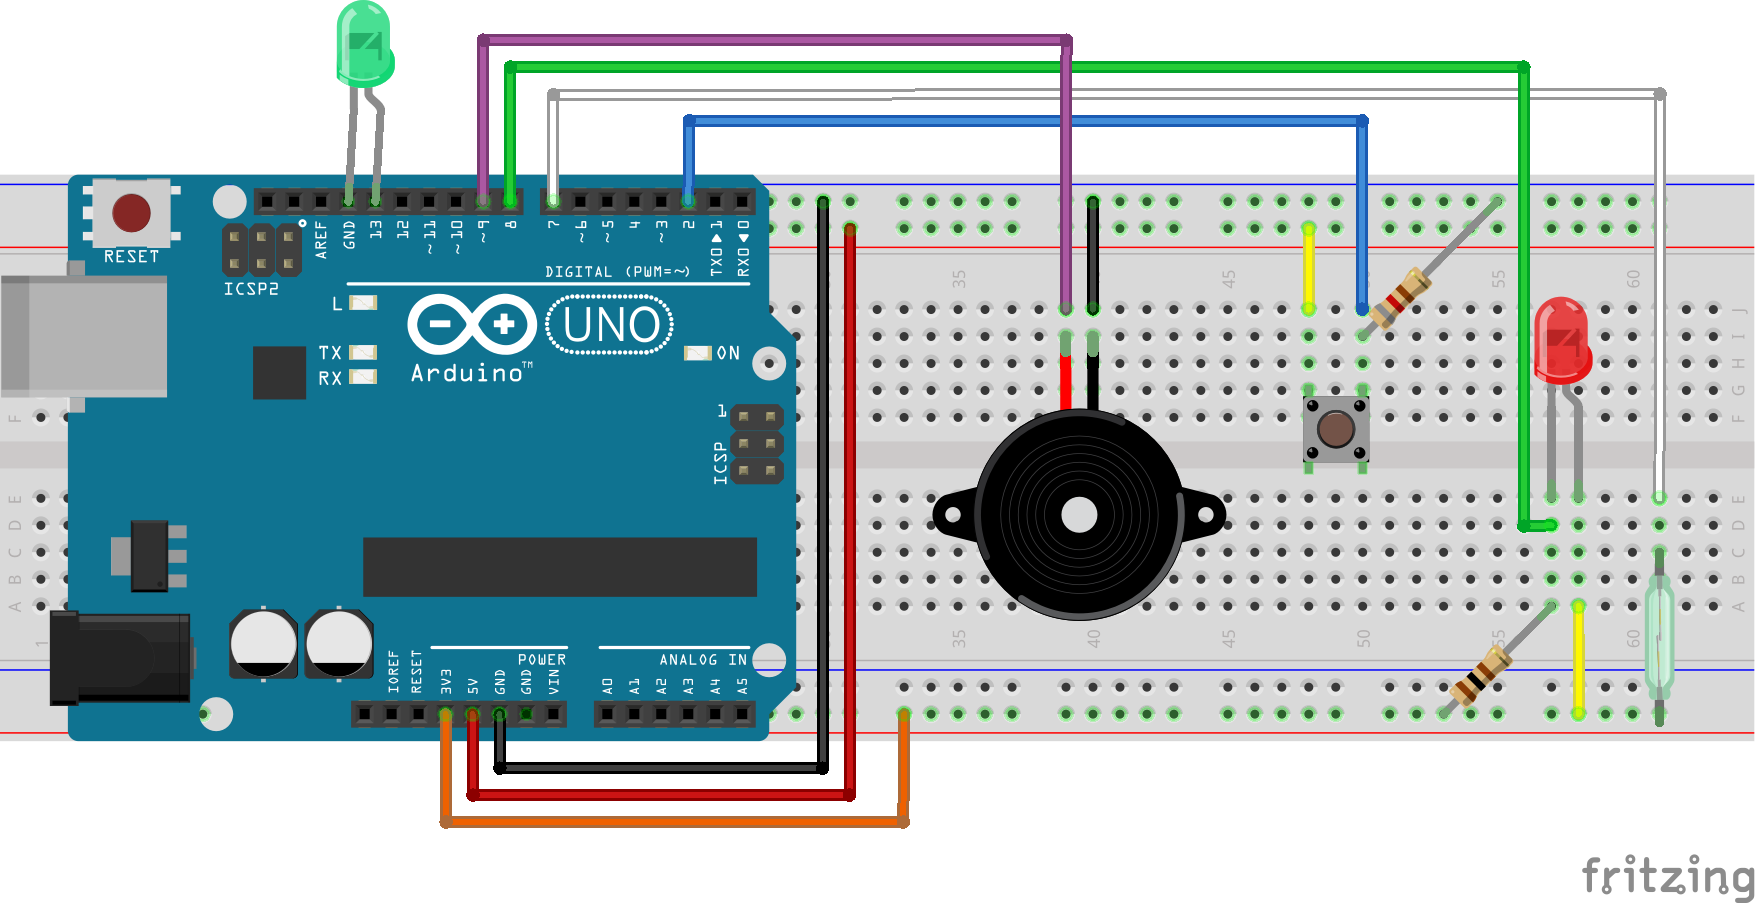 RESET
ICSP2
AREF
GND
13
12
~11
~10
~9
8
7
~6
~5
4
~3
2
TX0▶1
RX0◀0
DIGITAL (PWM=~)
L
TX
RX
UNO
Arduino™
ON
1
ICSP
35
45
55
60
J
I
H
G
F
F
E
D
C
B
A
E
D
C
B
A
1
35
40
45
50
55
60
POWER
ANALOG IN
IOREF
RESET
3V3
5V
GND
GND
VIN
A0
A1
A2
A3
A4
A5
fritzing